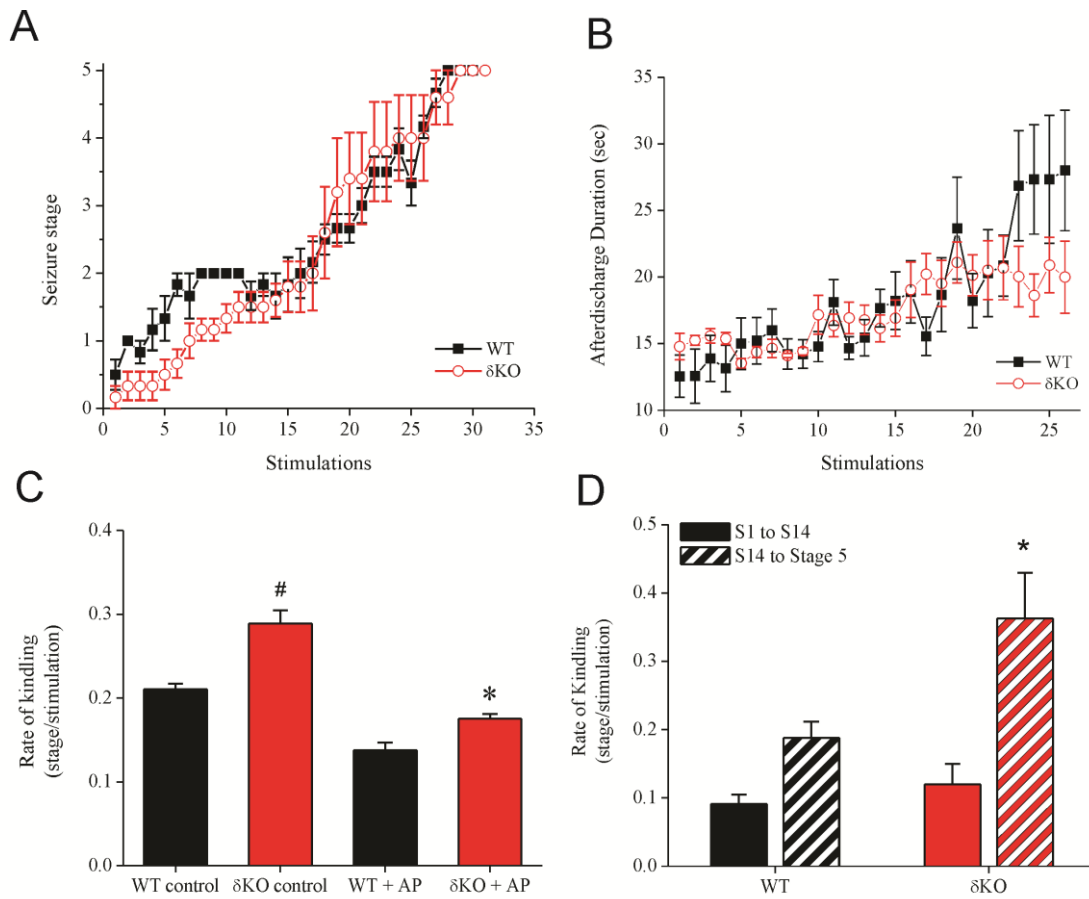 A
5
4
3
2
1
0
0 5 10 15 20 25 30 35
Seizure stage
Stimulations
WT
δKO
B
35
30
25
20
15
10
0 5 10 15 20 25
Afterdischarge Duration (sec)
Stimulations
WT
δKO
C
0.4
0.3
0.2
0.1
0.0
Rate of kindling
(stage/stimulation)
#
*
WT control δKO control WT + AP δKO + AP
D
S1 to S14
S14 to Stage 5
0.5
0.4
0.3
0.2
0.1
0.0
Rate of Kindling
(stage/stimulation)
*
WT δKO